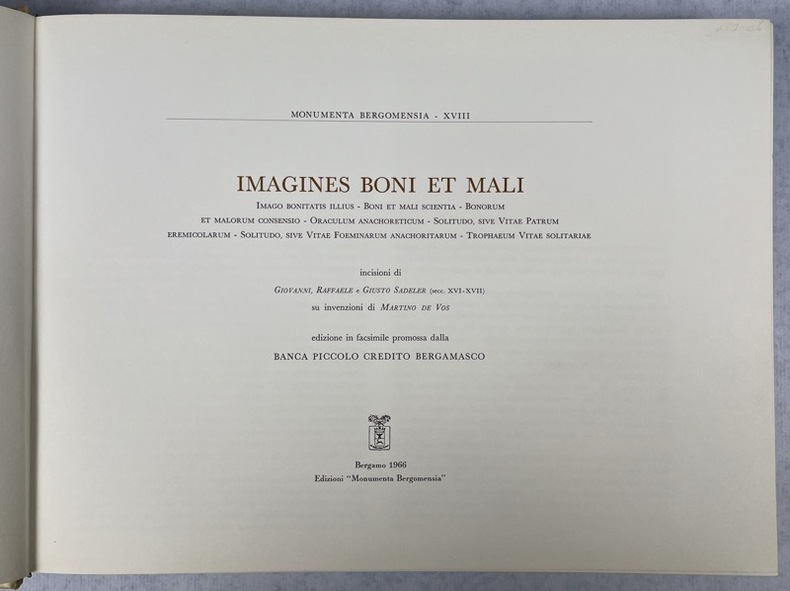 MONUMENTA BERGOMENSIA - XVIII
IMAGINES BONI ET MALI
Imago bonitatis illius - Boni et mali scientia - Bonorum
et malorum consensio - Oraculum anachoreticum - Solitudo, sive Vitae Patrum
eremicolarum - Solitudo, sive Vitae Foeminarum anachoritarum - Trophaeum Vitae solitariae
incisioni di
Giovanni, Raffaele e Giusto Sadeler (secc. XVI-XVII)
su invenzioni di Martino de Vos
edizione in facsimile promossa dalla
BANCA PICCOLO CREDITO BERGAMASCO
Bergamo 1966
Edizioni "Monumenta Bergomensia"